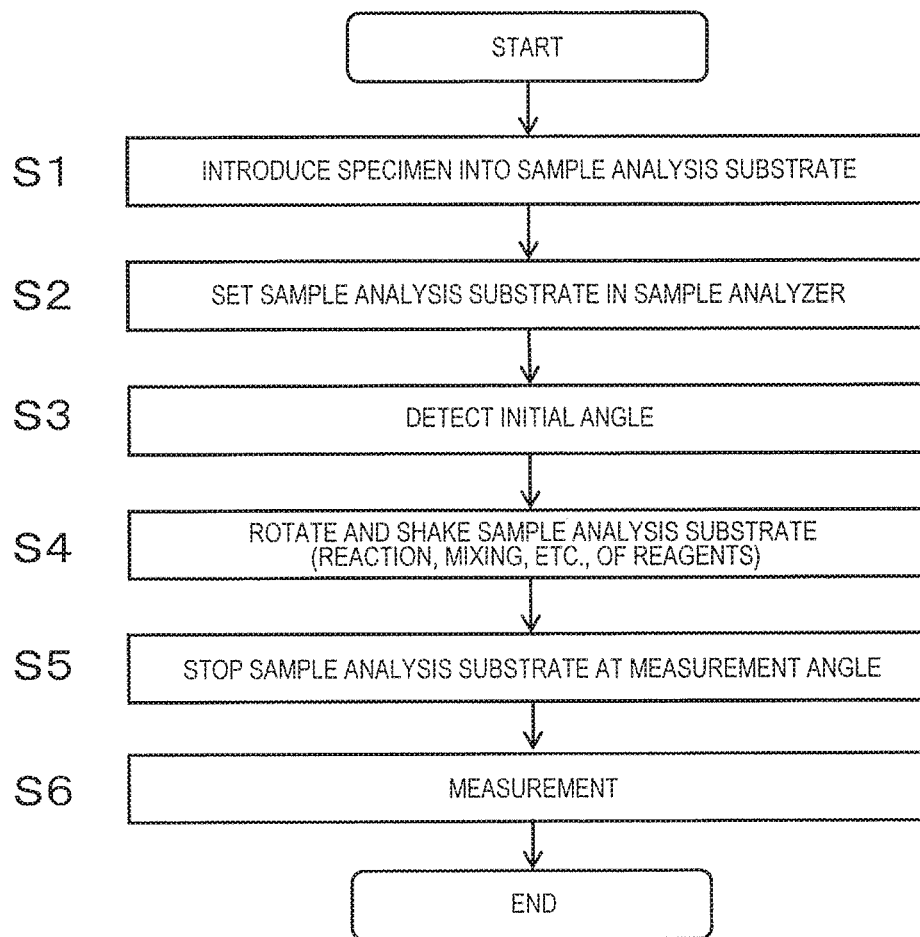 START
S1 INTRODUCE SPECIMEN INTO SAMPLE ANALYSIS SUBSTRATE
S2 SET SAMPLE ANALYSIS SUBSTRATE IN SAMPLE ANALYZER
S3 DETECT INITIAL ANGLE
S4 ROTATE AND SHAKE SAMPLE ANALYSIS SUBSTRATE
(REACTION, MIXING, ETC., OF REAGENTS)
S5 STOP SAMPLE ANALYSIS SUBSTRATE AT MEASUREMENT ANGLE
S6 MEASUREMENT
END